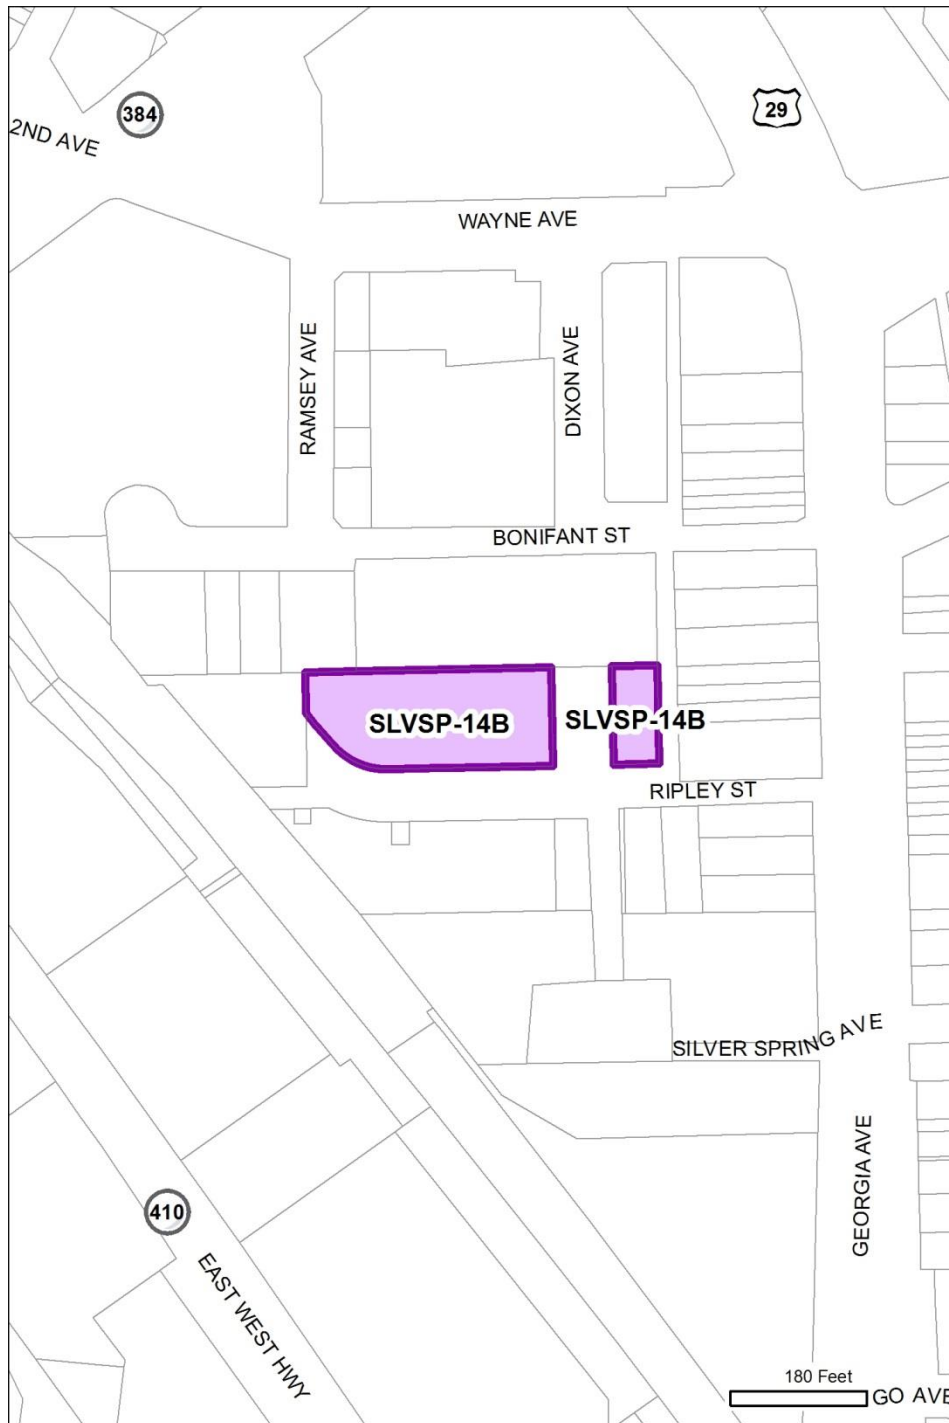 384
29
2ND AVE
WAYNE AVE
RAMSEY AVE
DIXON AVE
BONIFANT ST
SLVSP-14B
SLVSP-14B
RIPLEY ST
SILVER SPRING AVE
GEORGIA AVE
410
EAST WEST HWY
180 Feet
GO AVE